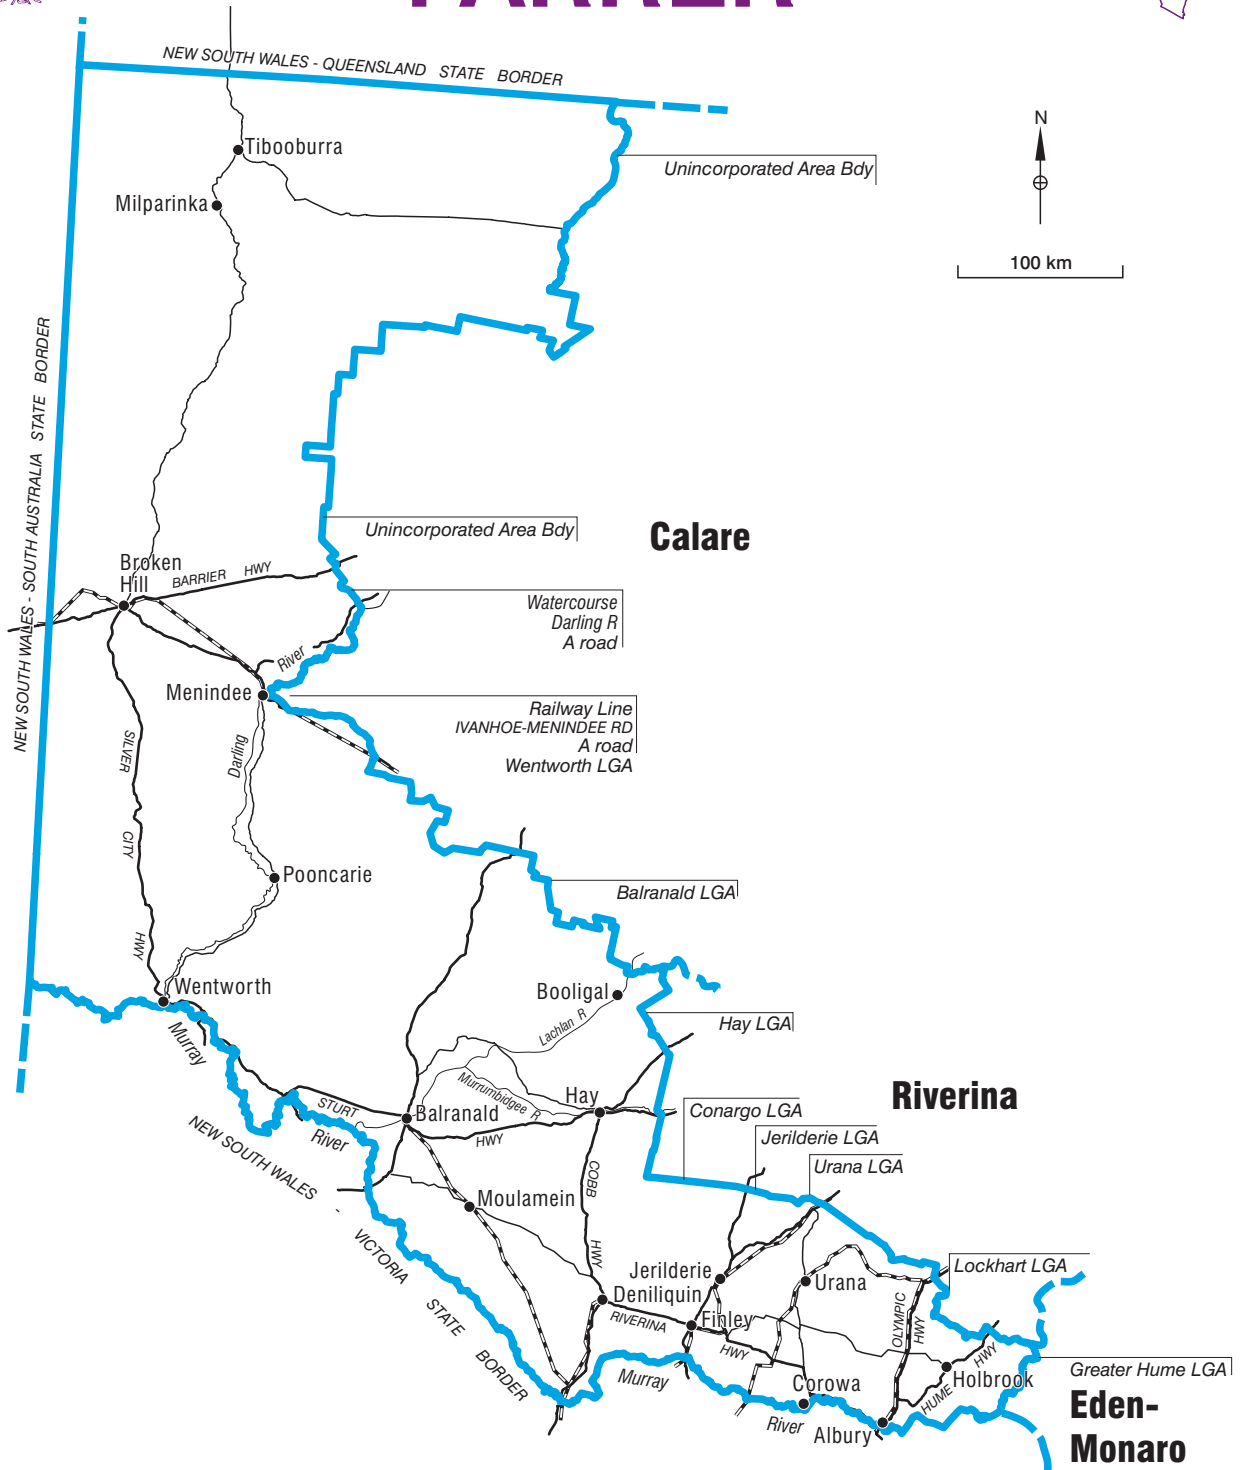 NEW SOUTH WALES - QUEENSLAND STATE BORDER
N
Tibooburra
Unincorporated Area Bdy
Milparinka
100 km
NEW SOUTH WALES - SOUTH AUSTRALIA STATE BORDER
Unincorporated Area Bdy
Calare
Broken
Hill
BARRIER HWY
Watercourse
Darling R
A road
River
Menindee
Railway Line
IVANHOE-MENINDEE RD
A road
Wentworth LGA
SILVER CITY HWY
Darling
Pooncarie
Balranald LGA
Wentworth
Booligal
Lachlan R
Hay LGA
Murray
River
Murrumbidgee R
Hay
Riverina
STURT
HWY
Balranald
Conargo LGA
Jerilderie LGA
Urana LGA
NEW SOUTH WALES - VICTORIA STATE BORDER
COBB HWY
Moulamein
Lockhart LGA
Jerilderie
Urana
Deniliquin
RIVERINA
HWY
Finley
OLYMPIC
HWY
Murray
River
Corowa
Holbrook
HUME HWY
Greater Hume LGA
Albury
Eden-
Monaro